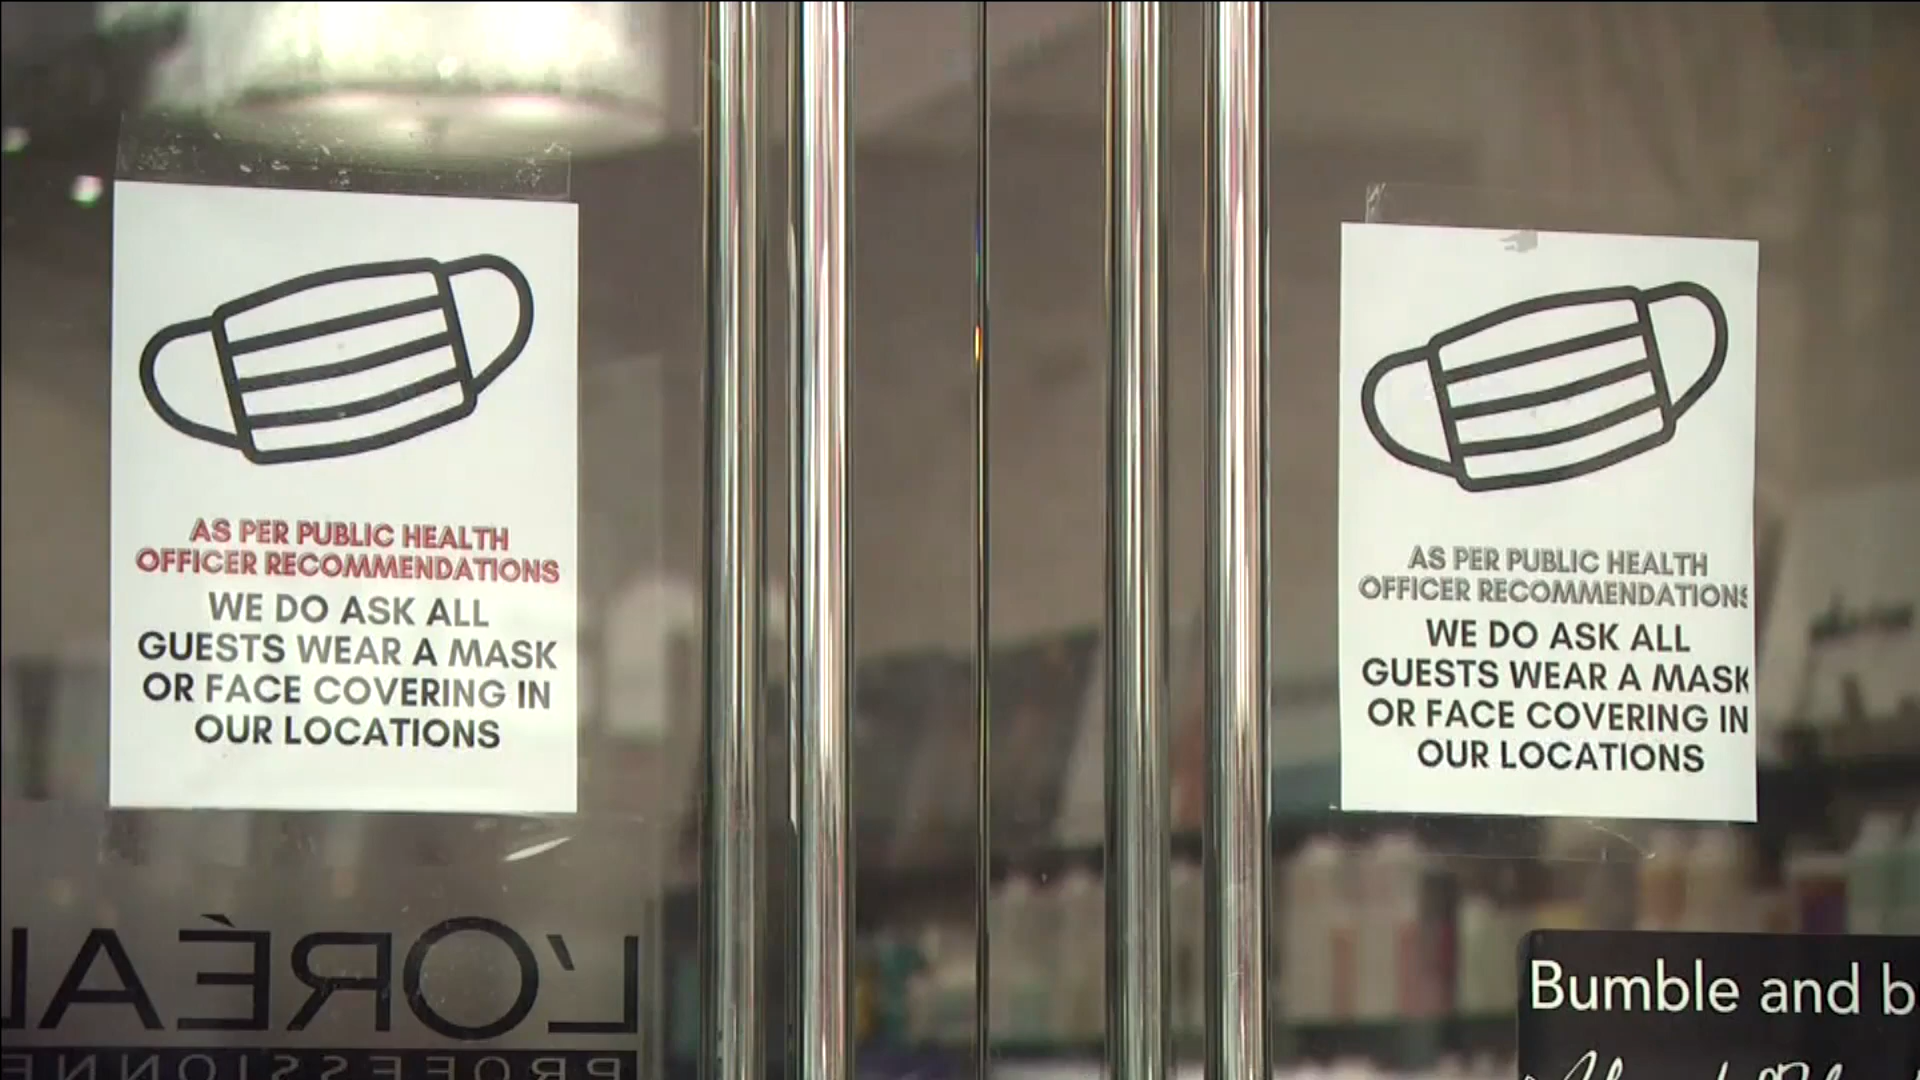 AS PER PUBLIC HEALTH
OFFICER RECOMMENDATIONS
WE DO ASK ALL
GUESTS WEAR A MASK
OR FACE COVERING IN
OUR LOCATIONS
AS PER PUBLIC HEALTH
OFFICER RECOMMENDATIONS
WE DO ASK ALL
GUESTS WEAR A MASK
OR FACE COVERING IN
OUR LOCATIONS
L'ORÉAL
PROFESSIONNE
Bumble and b